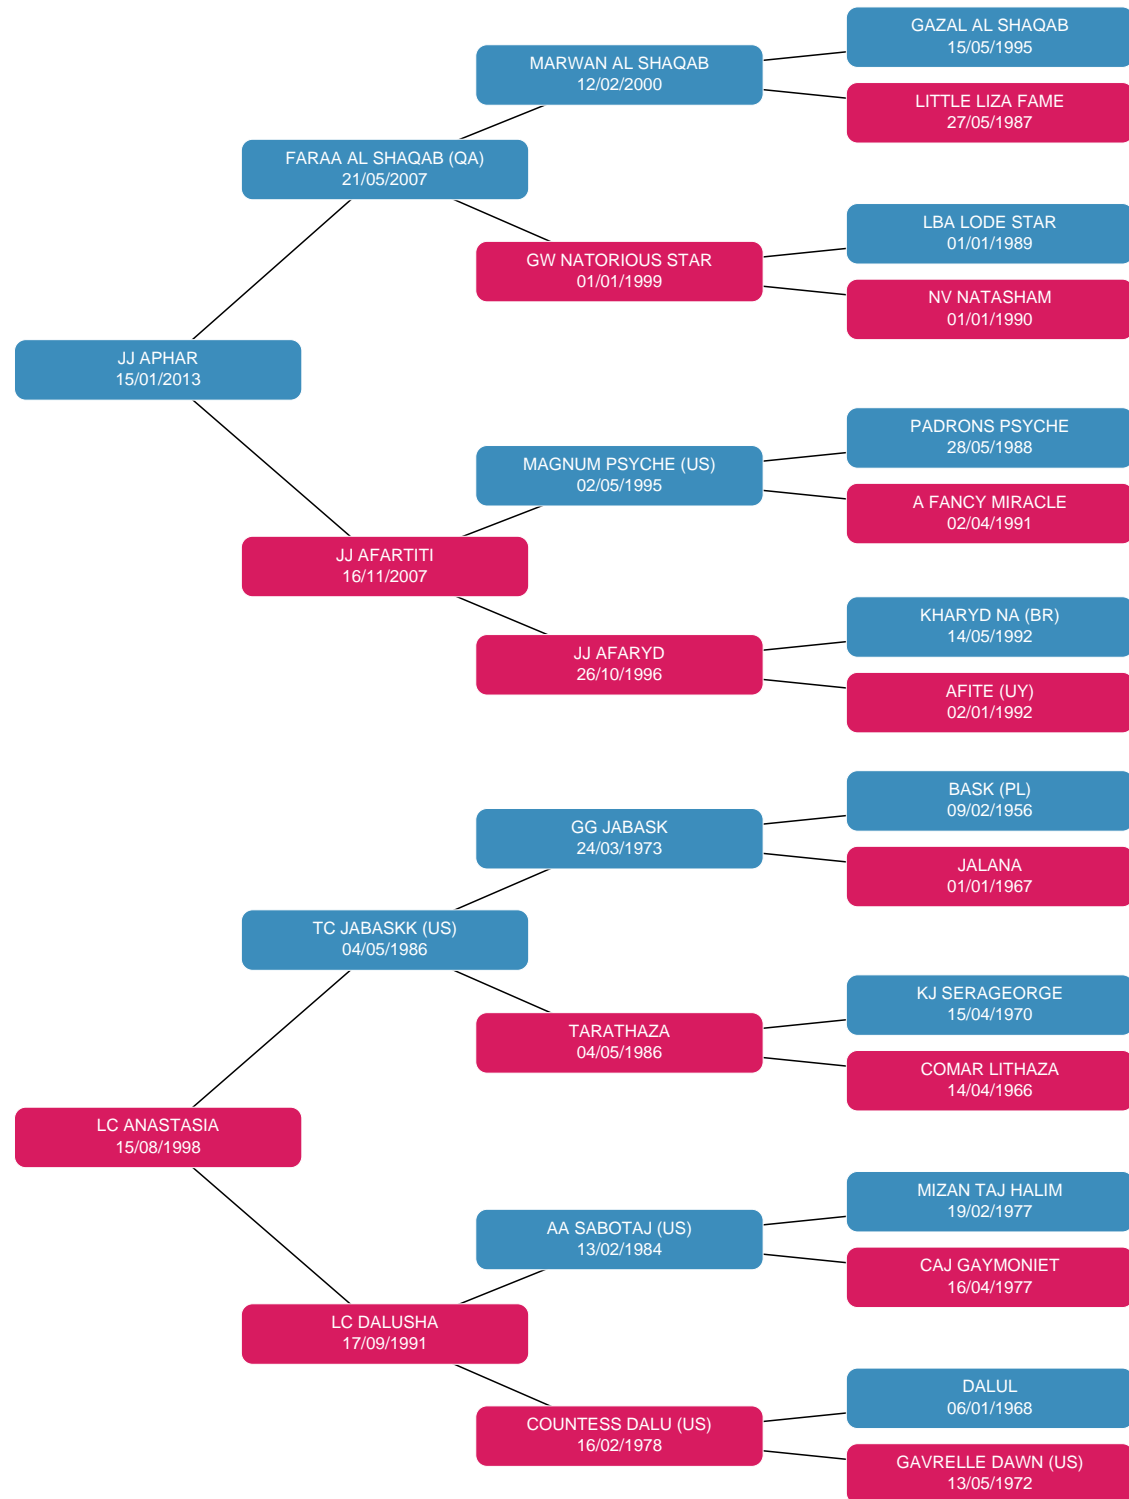 GAZAL AL SHAQAB
15/05/1995
MARWAN AL SHAQAB
12/02/2000
LITTLE LIZA FAME
27/05/1987
FARAA AL SHAQAB (QA)
21/05/2007
LBA LODE STAR
01/01/1989
GW NATORIOUS STAR
01/01/1999
NV NATASHAM
01/01/1990
JJ APHAR
15/01/2013
PADRONS PSYCHE
28/05/1988
MAGNUM PSYCHE (US)
02/05/1995
A FANCY MIRACLE
02/04/1991
JJ AFARTITI
16/11/2007
KHARYD NA (BR)
14/05/1992
JJ AFARYD
26/10/1996
AFITE (UY)
02/01/1992
BASK (PL)
09/02/1956
GG JABASK
24/03/1973
JALANA
01/01/1967
TC JABASKK (US)
04/05/1986
KJ SERAGEORGE
15/04/1970
TARATHAZA
04/05/1986
COMAR LITHAZA
14/04/1966
LC ANASTASIA
15/08/1998
MIZAN TAJ HALIM
19/02/1977
AA SABOTAJ (US)
13/02/1984
CAJ GAYMONIET
16/04/1977
LC DALUSHA
17/09/1991
DALUL
06/01/1968
COUNTESS DALU (US)
16/02/1978
GAVRELLE DAWN (US)
13/05/1972